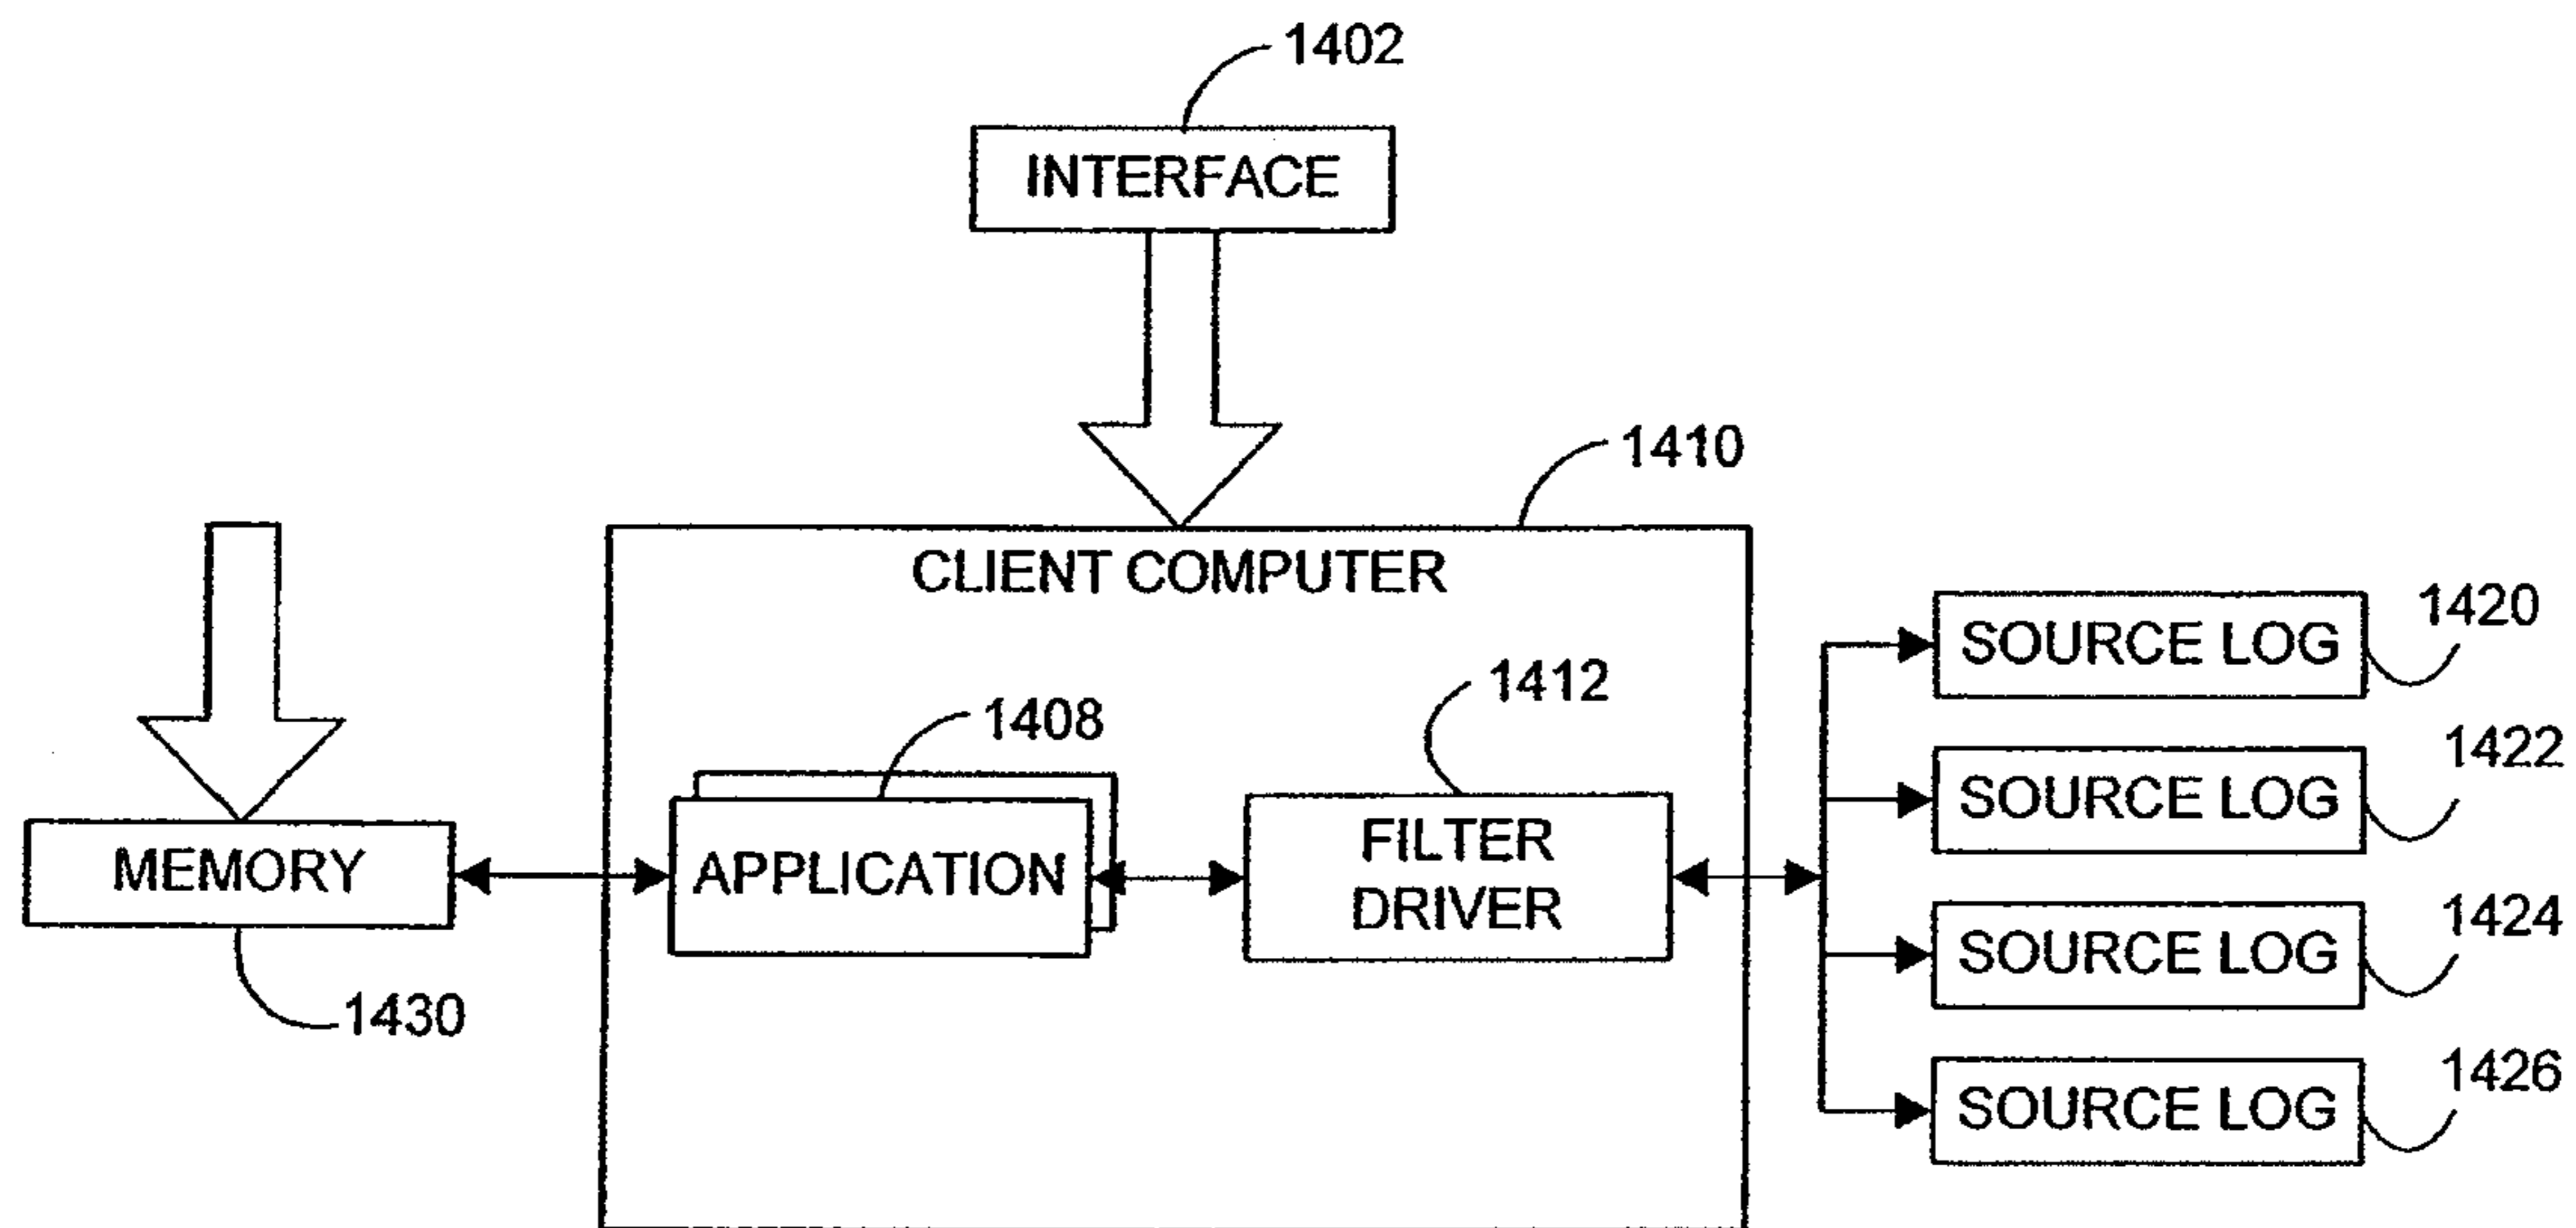 1402
INTERFACE
1410
CLIENT COMPUTER
1408
1412
MEMORY
1430
APPLICATION
FILTER
DRIVER
SOURCE LOG
1420
SOURCE LOG
1422
SOURCE LOG
1424
SOURCE LOG
1426